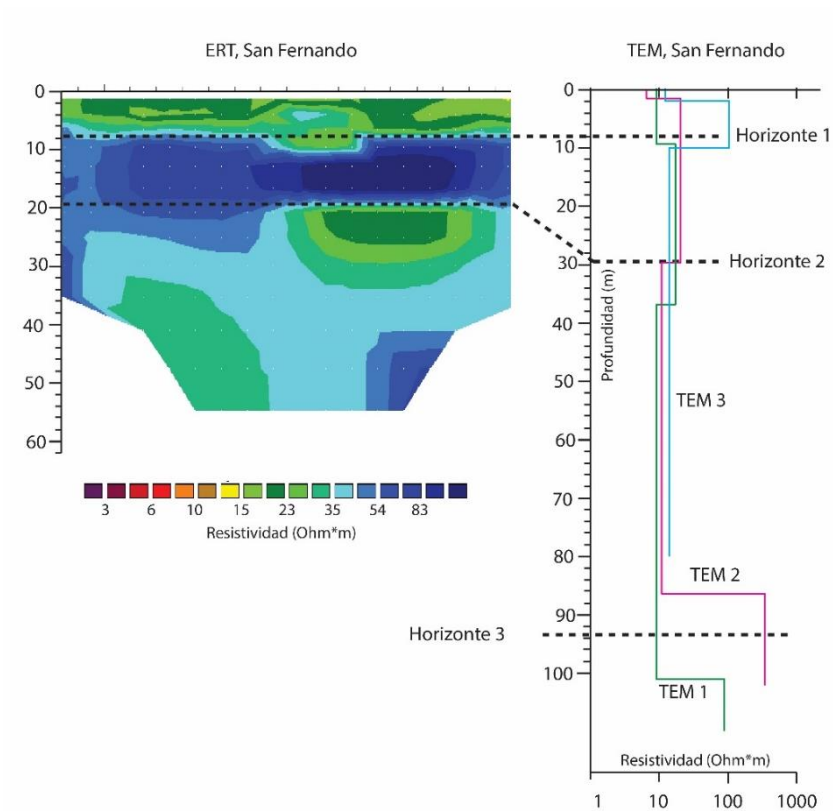 ERT, San Fernando
0
10
20
30
40
50
60
3 6 10 15 23 35 54 83
Resistividad (Ohm*m)
TEM, San Fernando
0
10
20
30
40
50
60
70
80
90
100
Profundidad (m)
Horizonte 1
Horizonte 2
TEM 3
TEM 2
Horizonte 3
TEM 1
Resistividad (Ohm*m)
1 10 100 1000